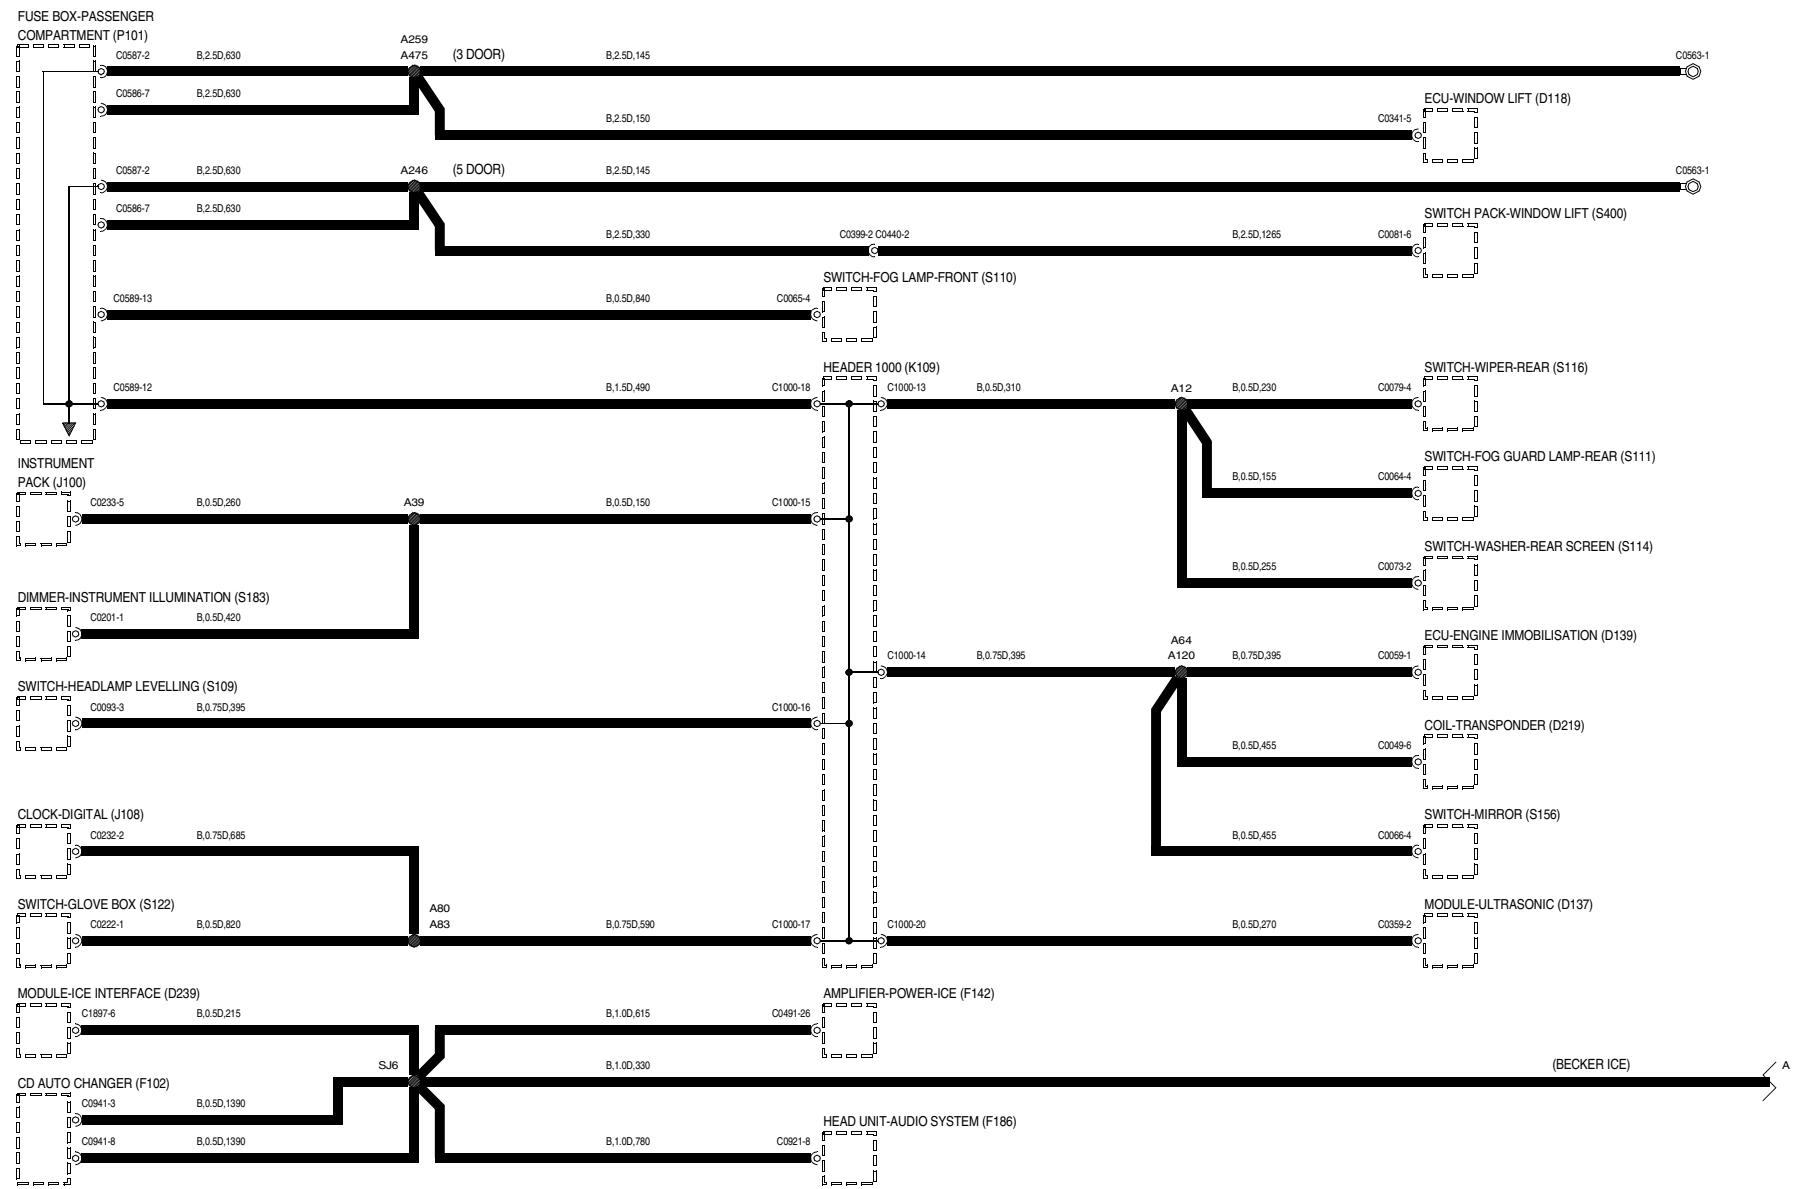 FUSE BOX-PASSENGER
COMPARTMENT (P101)
C0587-2
B,2.5D,630
A259
A475
(3 DOOR)
B,2.5D,145
C0563-1
C0586-7
B,2.5D,630
B,2.5D,150
C0341-5
ECU-WINDOW LIFT (D118)
C0587-2
B,2.5D,630
A246
(5 DOOR)
B,2.5D,145
C0563-1
C0586-7
B,2.5D,630
B,2.5D,330
C0399-2 C0440-2
B,2.5D,1265
C0081-6
SWITCH PACK-WINDOW LIFT (S400)
SWITCH-FOG LAMP-FRONT (S110)
C0589-13
B,0.5D,840
C0065-4
HEADER 1000 (K109)
C0589-12
B,1.5D,490
C1000-18
C1000-13
B,0.5D,310
A12
B,0.5D,230
C0079-4
SWITCH-WIPER-REAR (S116)
B,0.5D,155
C0064-4
SWITCH-FOG GUARD LAMP-REAR (S111)
INSTRUMENT
PACK (J100)
C0233-5
B,0.5D,260
A39
B,0.5D,150
C1000-15
B,0.5D,255
C0073-2
SWITCH-WASHER-REAR SCREEN (S114)
DIMMER-INSTRUMENT ILLUMINATION (S183)
C0201-1
B,0.5D,420
C1000-14
B,0.75D,395
A64
A120
B,0.75D,395
C0059-1
ECU-ENGINE IMMOBILISATION (D139)
SWITCH-HEADLAMP LEVELLING (S109)
C0093-3
B,0.75D,395
C1000-16
B,0.5D,455
C0049-6
COIL-TRANSPONDER (D219)
CLOCK-DIGITAL (J108)
C0232-2
B,0.75D,685
B,0.5D,455
C0066-4
SWITCH-MIRROR (S156)
SWITCH-GLOVE BOX (S122)
C0222-1
B,0.5D,820
A80
A83
B,0.75D,590
C1000-17
C1000-20
B,0.5D,270
C0359-2
MODULE-ULTRASONIC (D137)
MODULE-ICE INTERFACE (D239)
C1897-6
B,0.5D,215
B,1.0D,615
C0491-26
AMPLIFIER-POWER-ICE (F142)
SJ6
B,1.0D,330
(BECKER ICE)
A
CD AUTO CHANGER (F102)
C0941-3
B,0.5D,1390
C0941-8
B,0.5D,1390
B,1.0D,780
C0921-8
HEAD UNIT-AUDIO SYSTEM (F186)